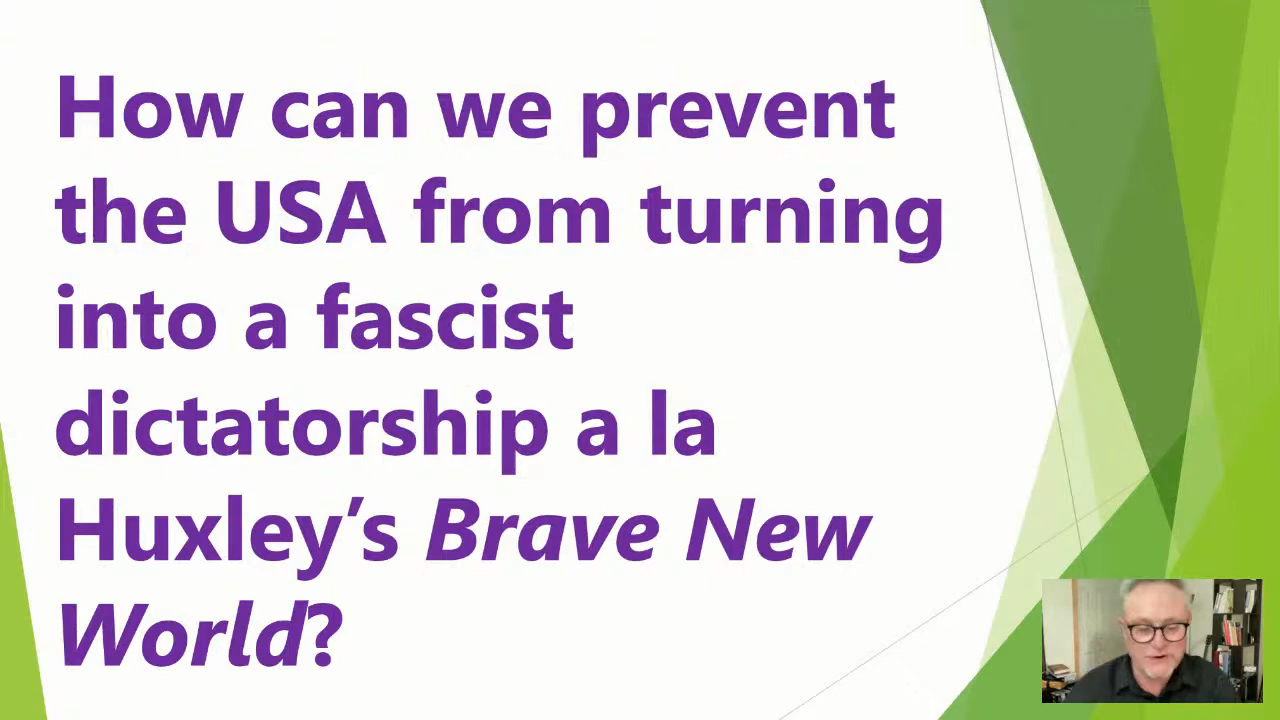 How can we prevent
the USA from turning
into a fascist
dictatorship a la
Huxley’s Brave New
World?